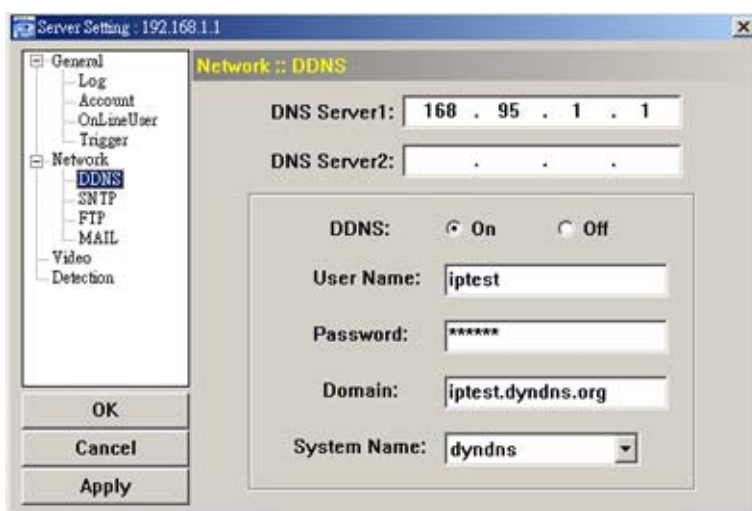 Server Setting : 192.168.1.1
General
Log
Account
OnLineUser
Trigger
Network
DDNS
SNTP
FTP
MAIL
Video
Detection
OK
Cancel
Apply
Network :: DDNS
DNS Server1: 168 . 95 . 1 . 1
DNS Server2: . . .
DDNS: On Off
User Name: iptest
Password: ******
Domain: iptest.dyndns.org
System Name: dyndns